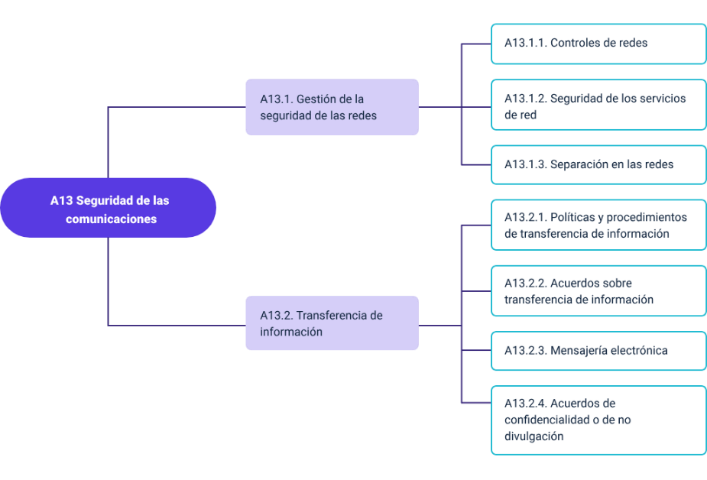 A13 Seguridad de las
comunicaciones
A13.1. Gestión de la
seguridad de las redes
A13.1.1. Controles de redes
A13.1.2. Seguridad de los servicios
de red
A13.1.3. Separación en las redes
A13.2. Transferencia de
información
A13.2.1. Políticas y procedimientos
de transferencia de información
A13.2.2. Acuerdos sobre
transferencia de información
A13.2.3. Mensajería electrónica
A13.2.4. Acuerdos de
confidencialidad o de no
divulgación